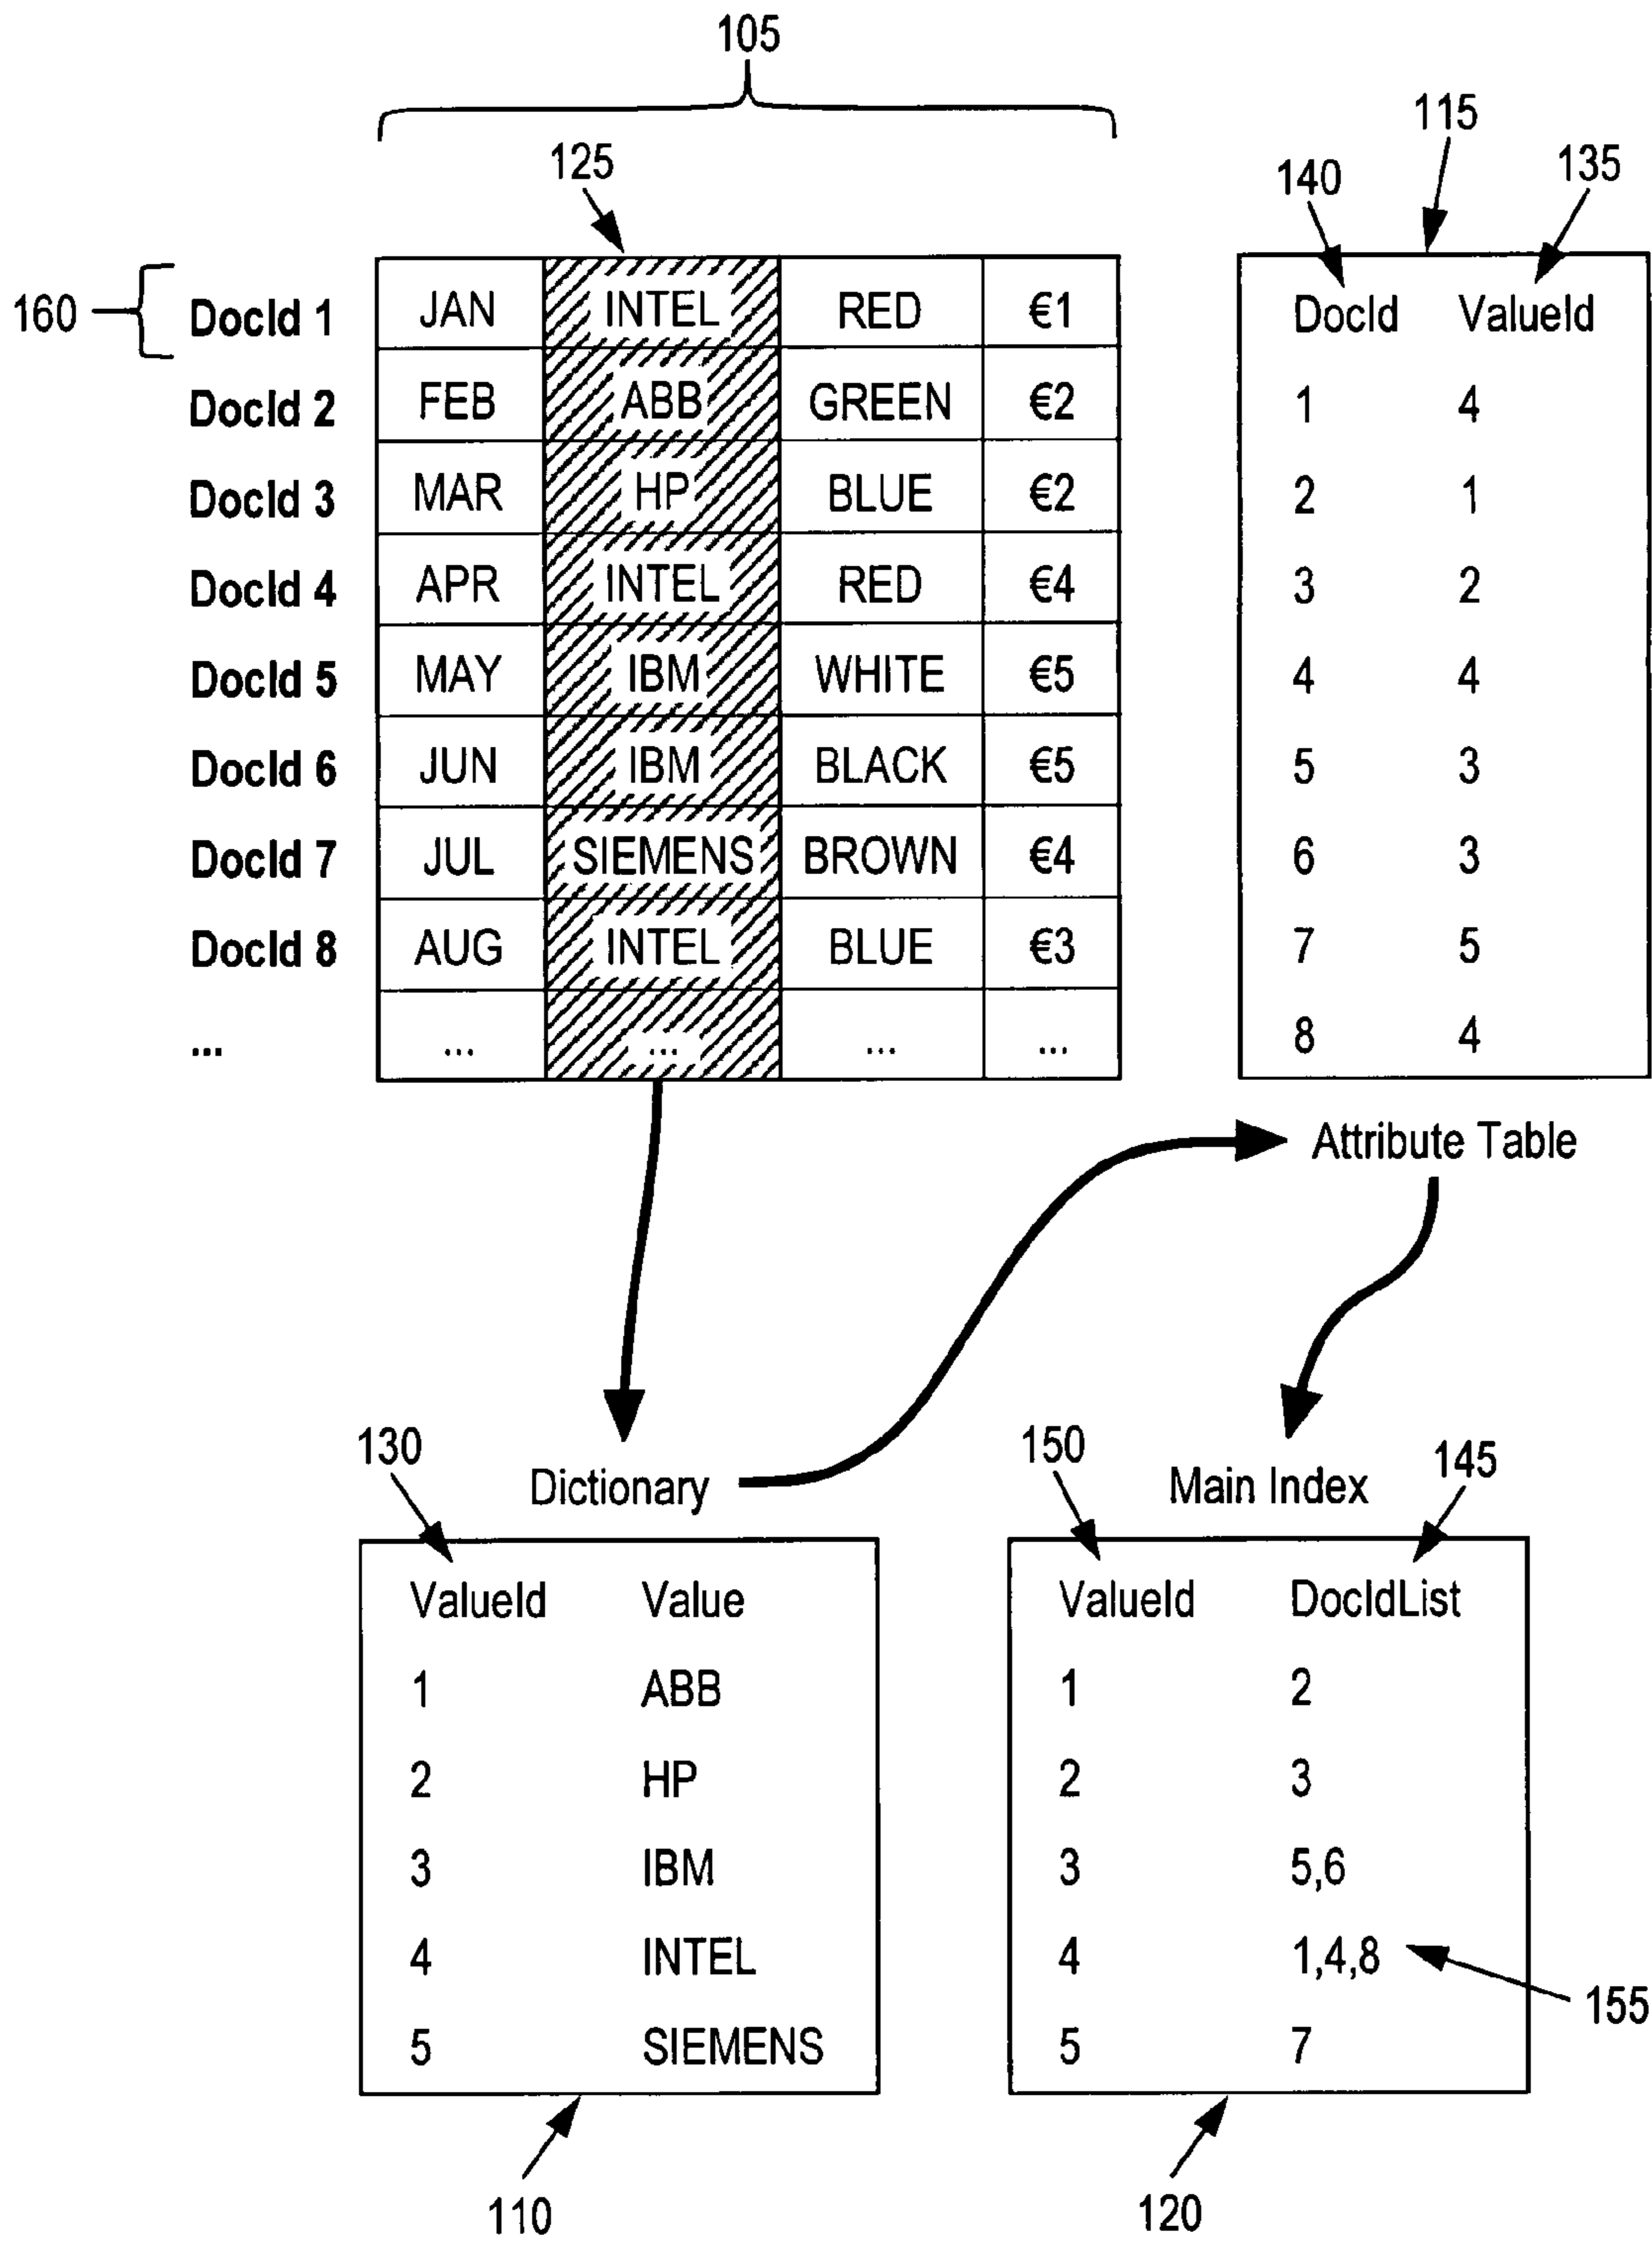 105
125
115
140
135
160
DocId 1 JAN INTEL RED €1
DocId 2 FEB ABB GREEN €2
DocId 3 MAR HP BLUE €2
DocId 4 APR INTEL RED €4
DocId 5 MAY IBM WHITE €5
DocId 6 JUN IBM BLACK €5
DocId 7 JUL SIEMENS BROWN €4
DocId 8 AUG INTEL BLUE €3
... ... ... ... ...
DocId ValueId
1 4
2 1
3 2
4 4
5 3
6 3
7 5
8 4
Attribute Table
130
Dictionary
ValueId Value
1 ABB
2 HP
3 IBM
4 INTEL
5 SIEMENS
110
150
Main Index
145
ValueId DocIdList
1 2
2 3
3 5,6
4 1,4,8
5 7
155
120